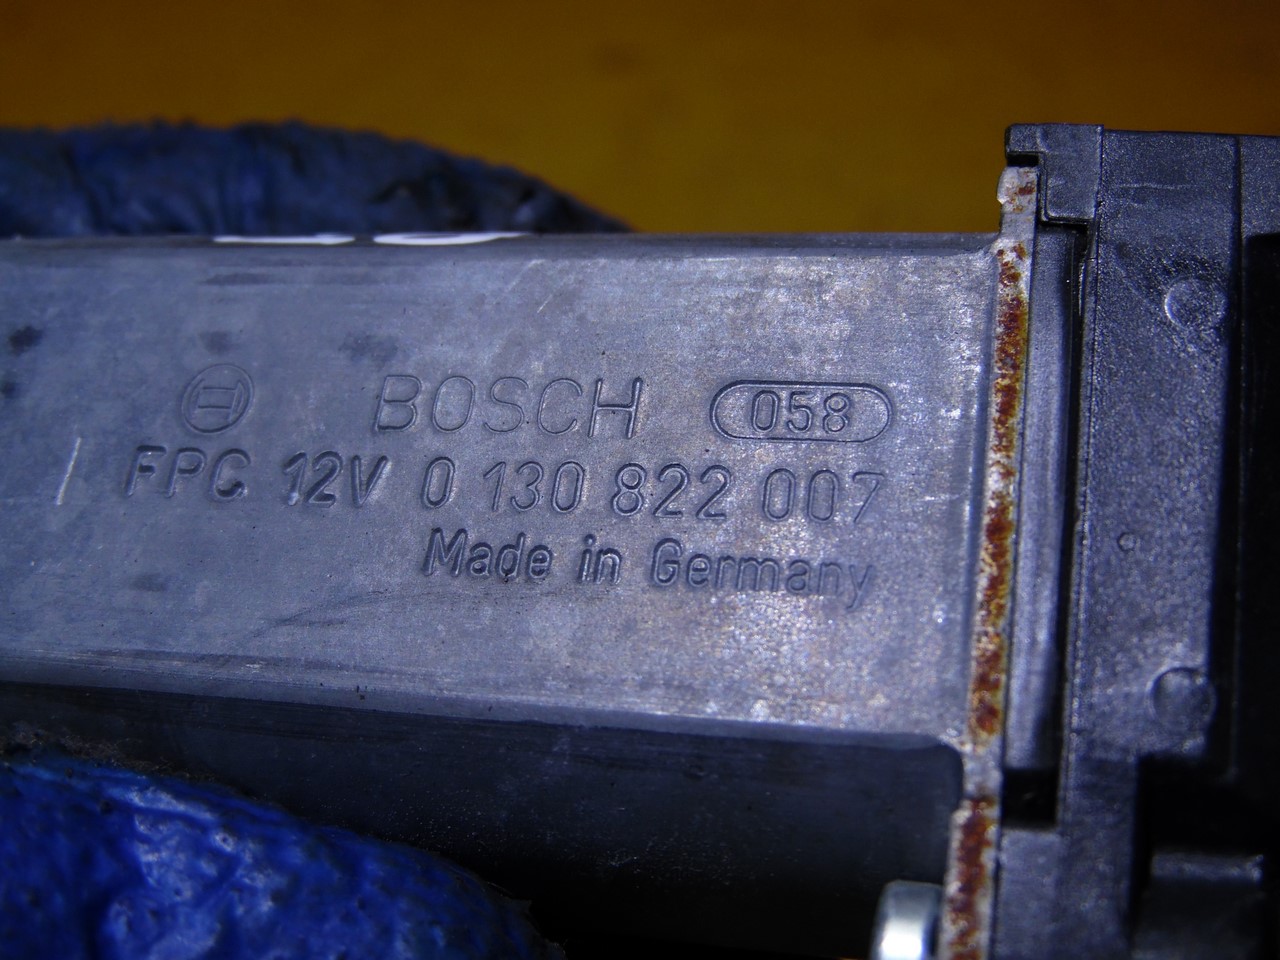 BOSCH 058
FPC 12V 0 130 822 007
Made in Germany